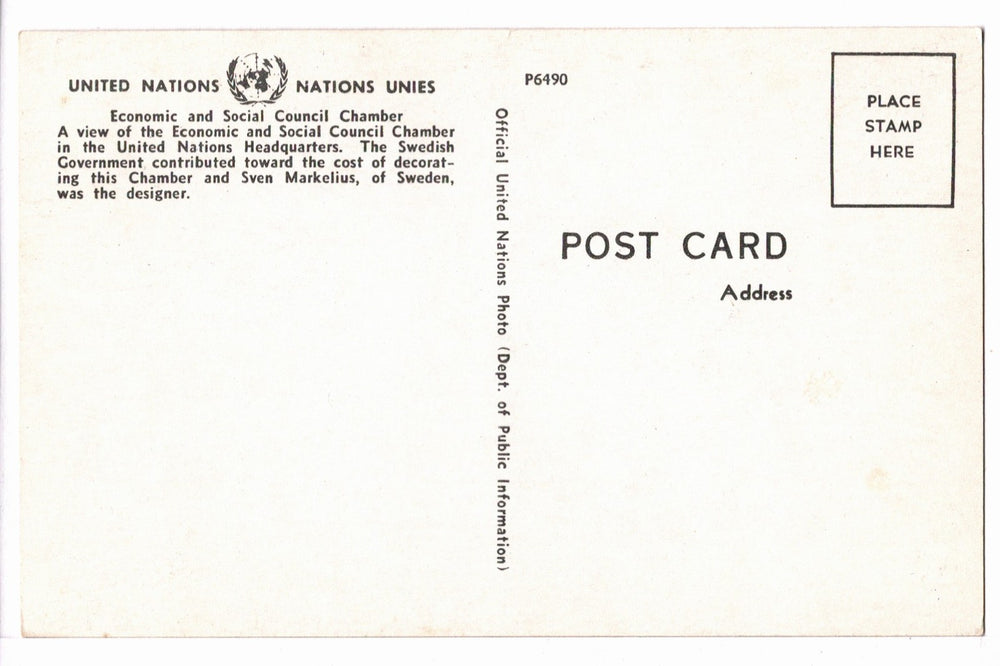 UNITED NATIONS NATIONS UNIES
Economic and Social Council Chamber
A view of the Economic and Social Council Chamber
in the United Nations Headquarters. The Swedish
Government contributed toward the cost of decorat-
ing this Chamber and Sven Markelius, of Sweden,
was the designer.
Official United Nations Photo (Dept. of Public Information)
P6490
PLACE
STAMP
HERE
POST CARD
Address